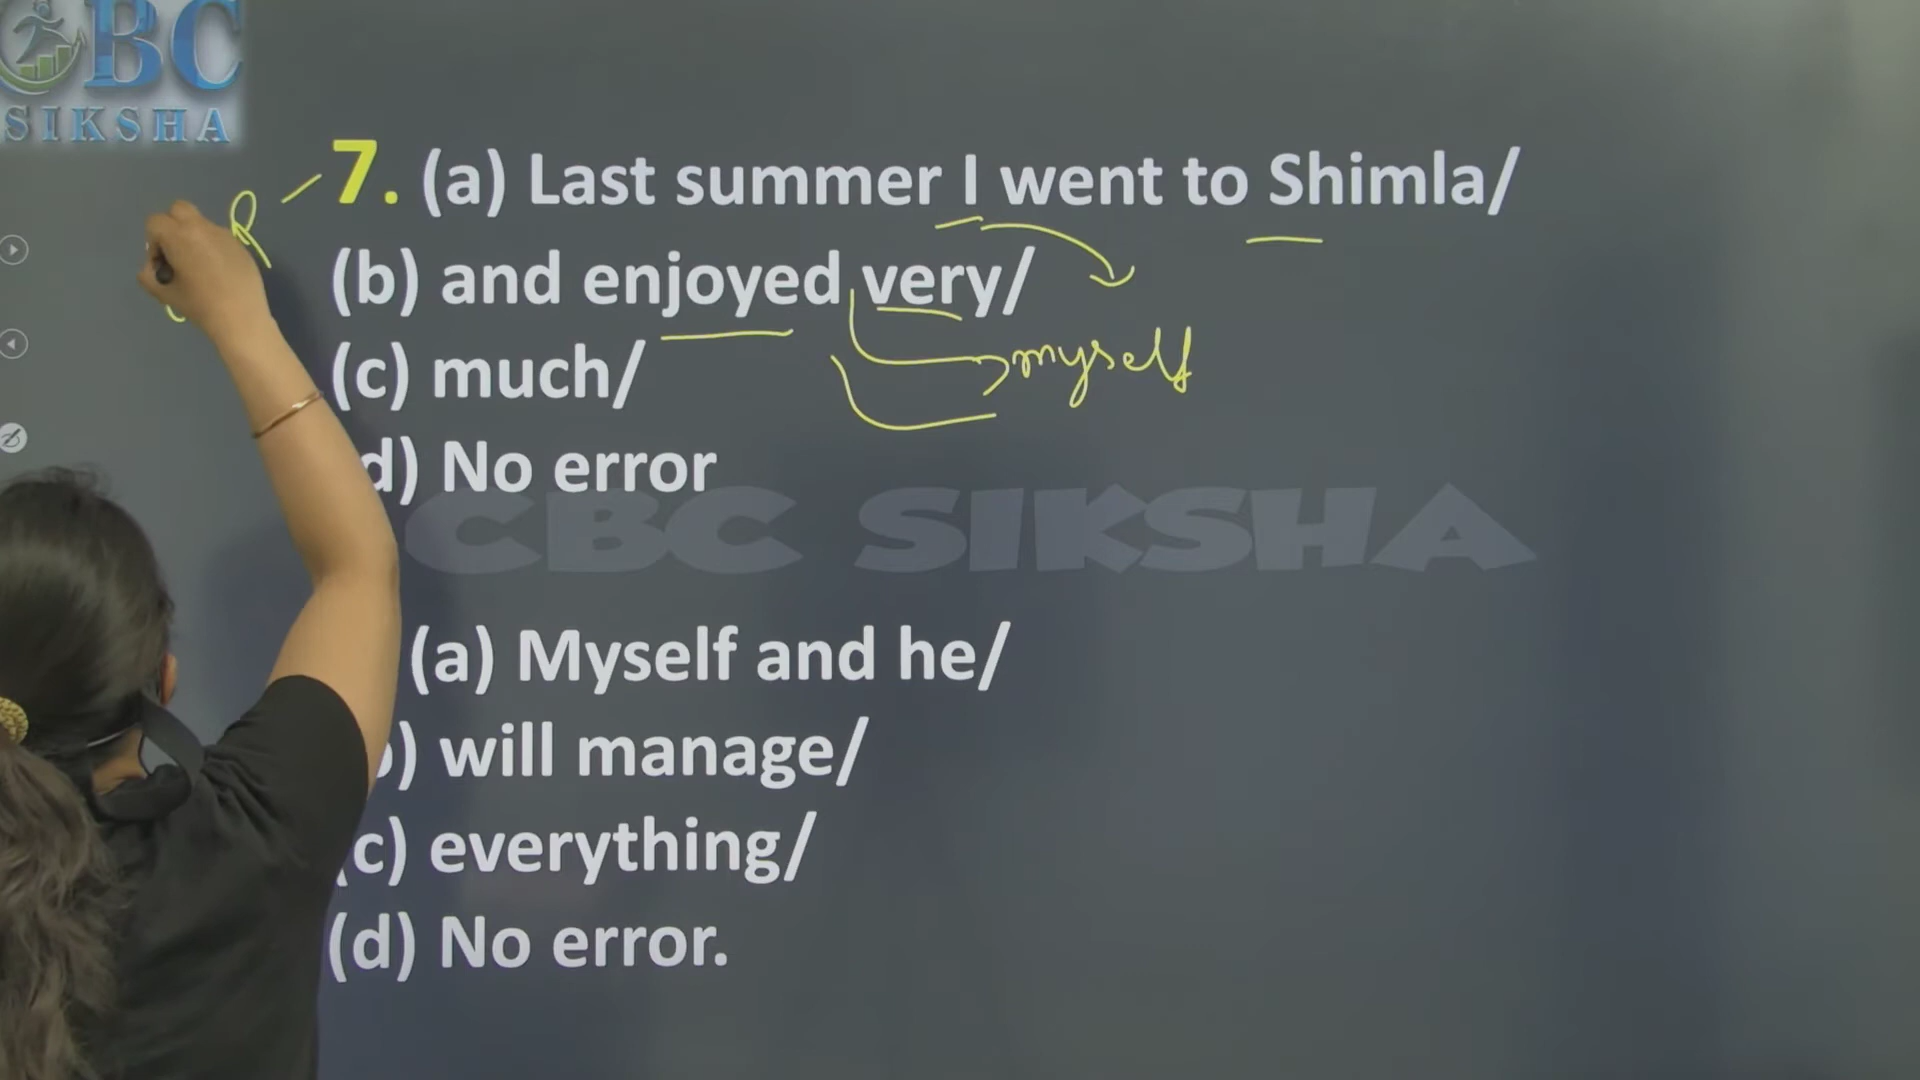 CBC
SIKSHA
7. (a) Last summer I went to Shimla/
(b) and enjoyed very/
myself
(c) much/
d) No error
CBC SIKSHA
(a) Myself and he/
) will manage/
(c) everything/
(d) No error.